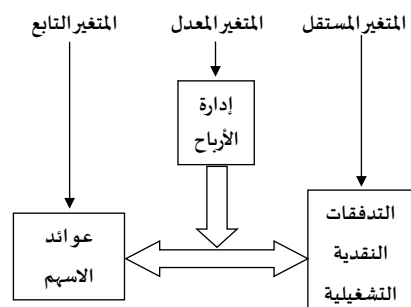 المتغير المستقل
المتغير المعدل
المتغير التابع
إدارة
الأرباح
التدفقات
النقدية
التشغيلية
عوائد
الاسهم